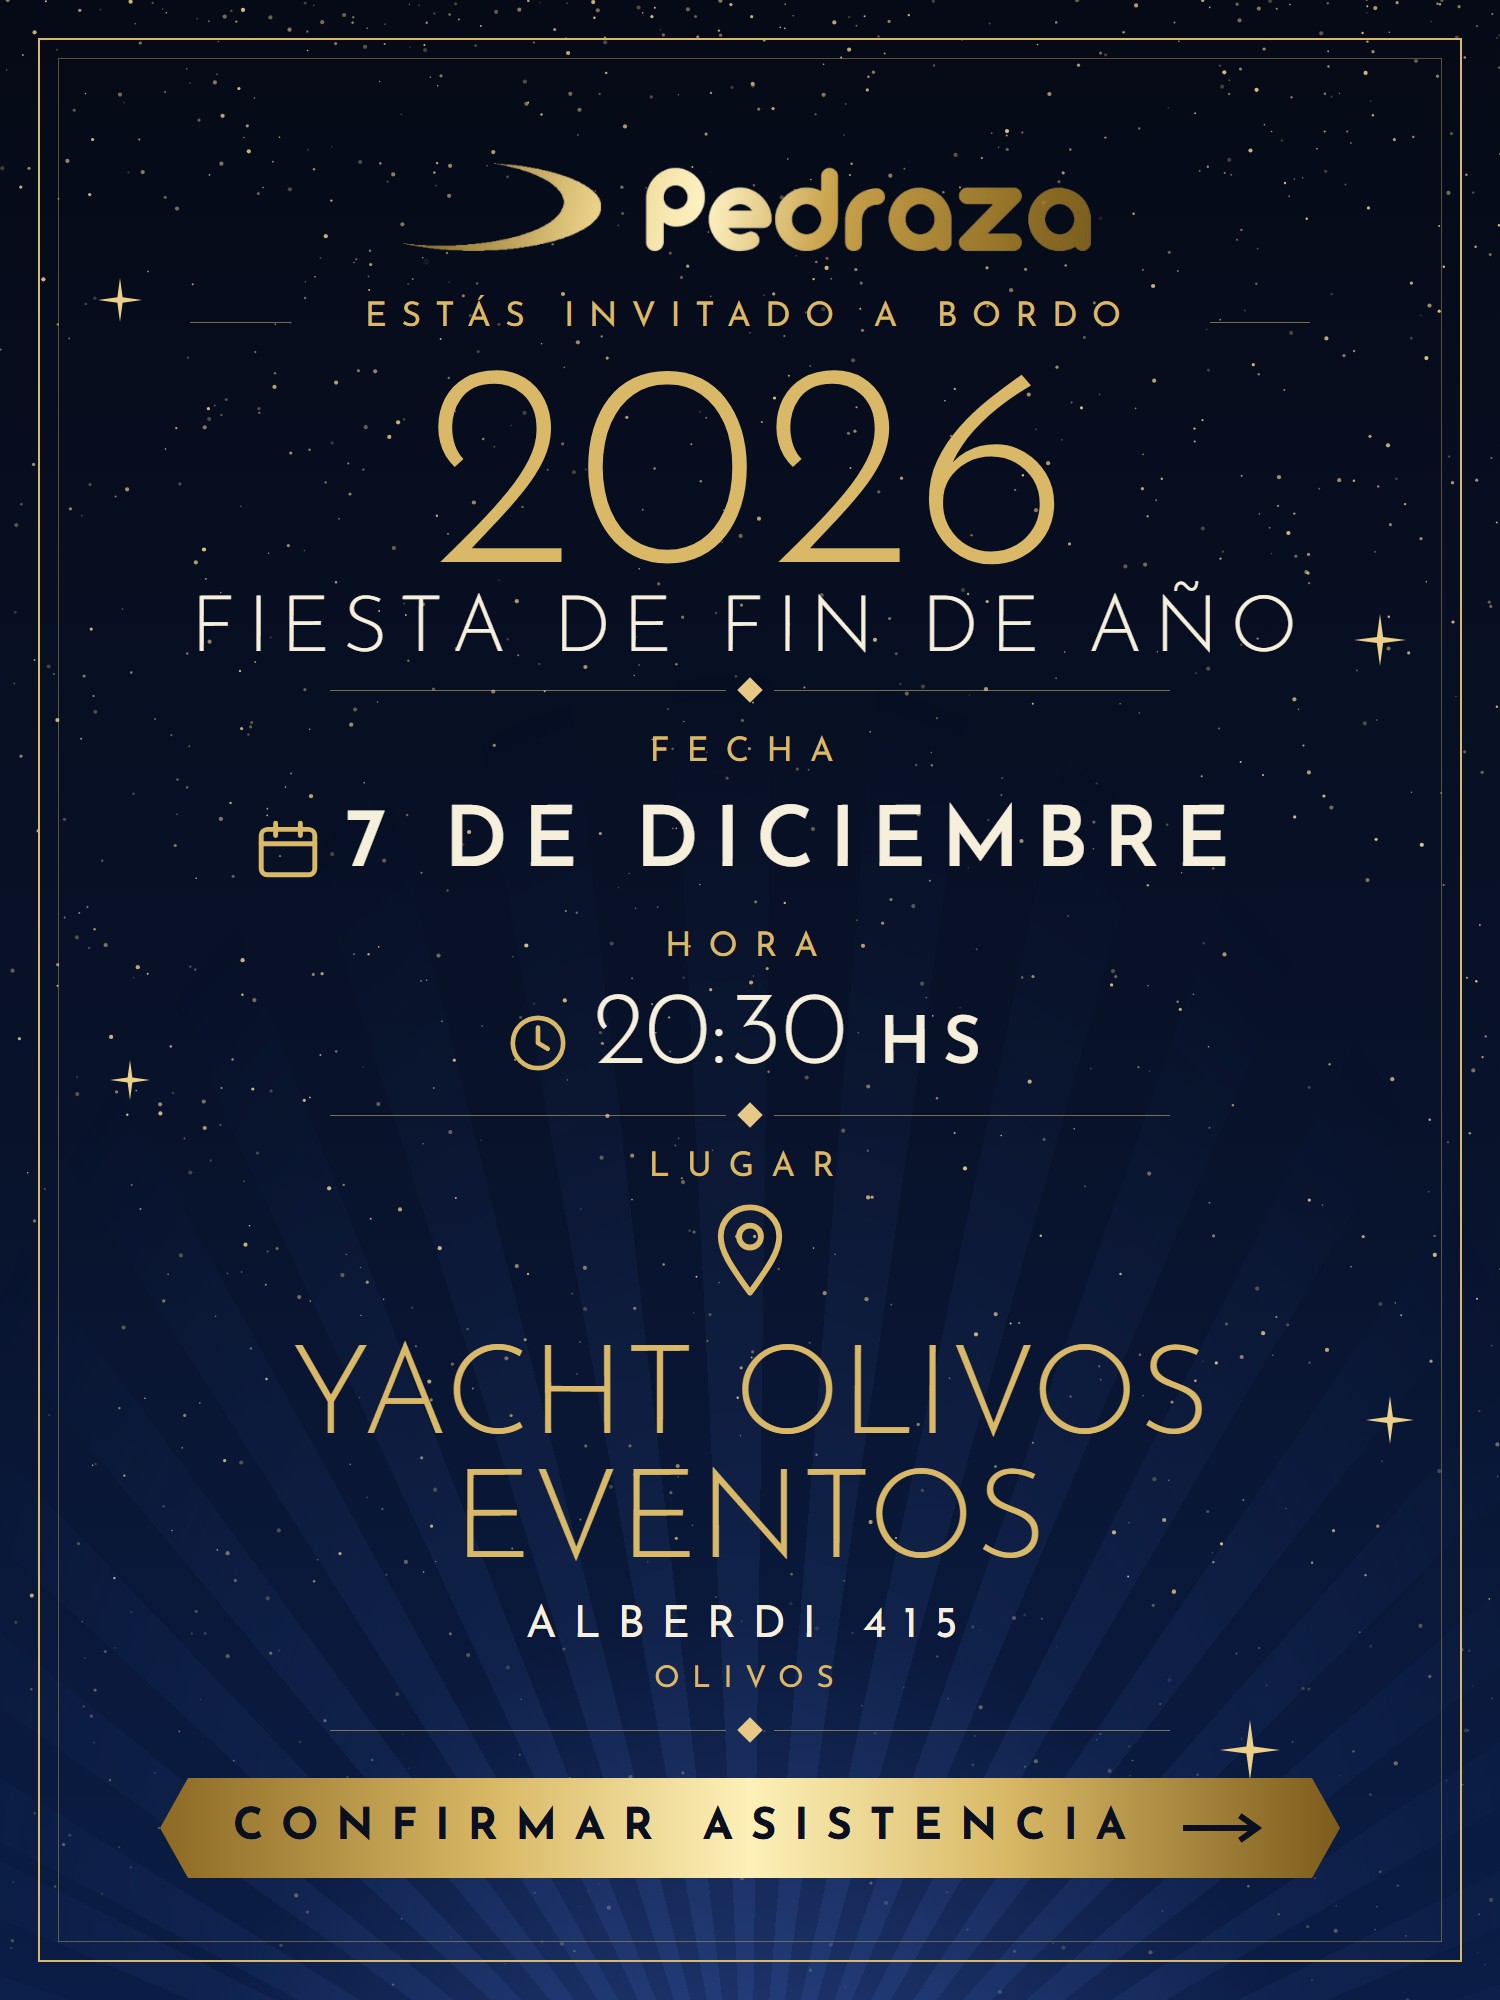 Pedraza
ESTÁS INVITADO A BORDO
2026
FIESTA DE FIN DE AÑO
FECHA
7 DE DICIEMBRE
HORA
20:30 HS
LUGAR
YACHT OLIVOS
EVENTOS
ALBERDI 415
OLIVOS
CONFIRMAR ASISTENCIA →